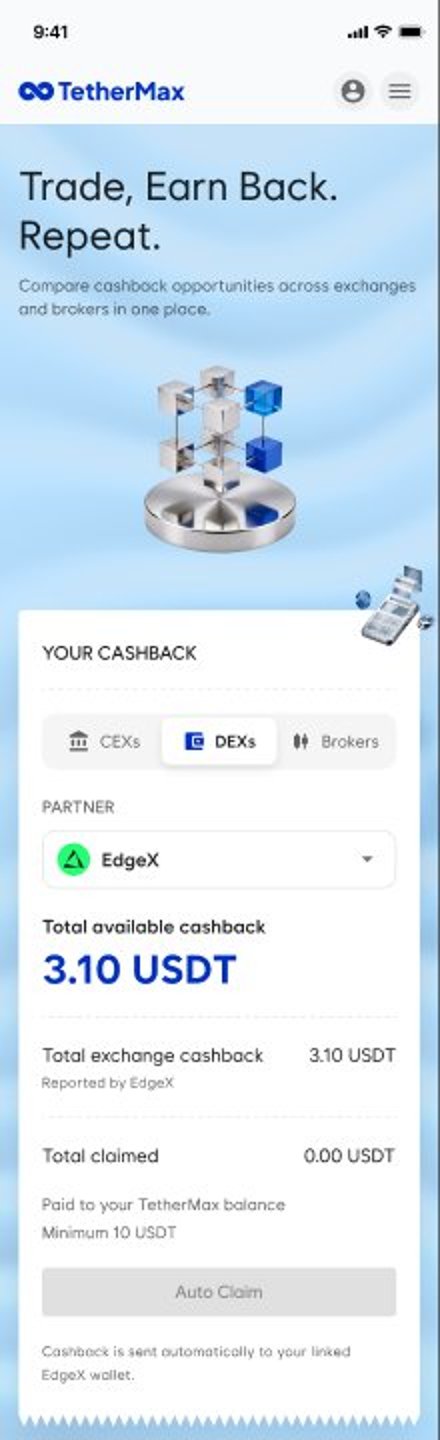 9:41
TetherMax
Trade, Earn Back.
Repeat.
Compare cashback opportunities across exchanges
and brokers in one place.
YOUR CASHBACK
CEXs
DEXs
Brokers
PARTNER
EdgeX
Total available cashback
3.10 USDT
Total exchange cashback 3.10 USDT
Reported by EdgeX
Total claimed 0.00 USDT
Paid to your TetherMax balance
Minimum 10 USDT
Auto Claim
Cashback is sent automatically to your linked
EdgeX wallet.